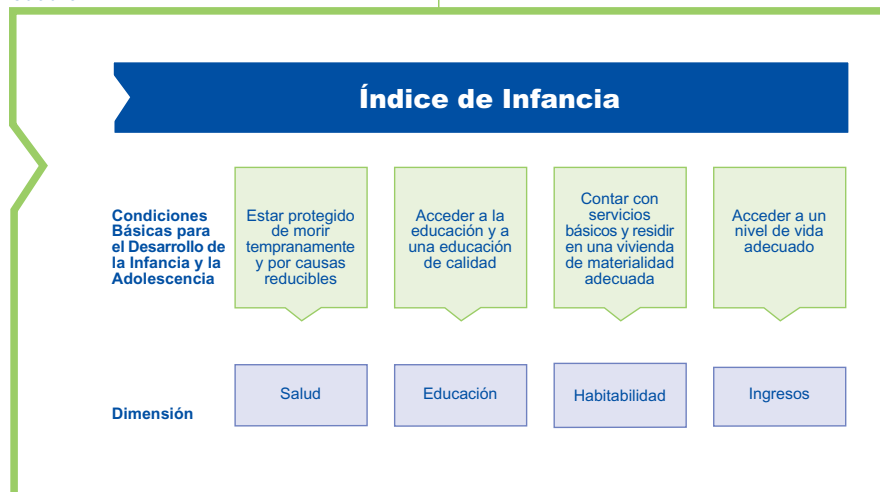 Índice de Infancia
Condiciones
Básicas para
el Desarrollo de
la Infancia y la
Adolescencia
Estar protegido
de morir
tempranamente
y por causas
reducibles
Acceder a la
educación y a
una educación
de calidad
Contar con
servicios
básicos y residir
en una vivienda
de materialidad
adecuada
Acceder a un
nivel de vida
adecuado
Dimensión
Salud
Educación
Habitabilidad
Ingresos